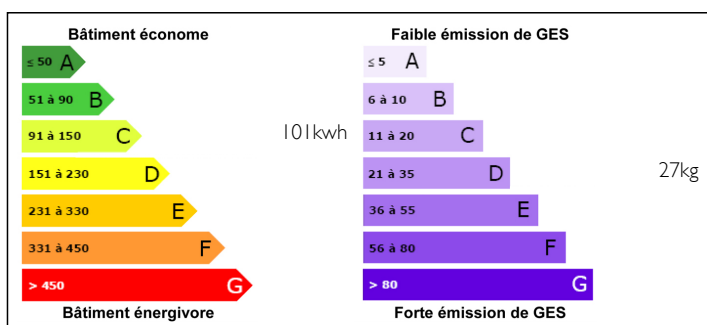 Bâtiment économe
≤ 50 A
51 à 90 B
91 à 150 C
101kwh
151 à 230 D
231 à 330 E
331 à 450 F
> 450 G
Bâtiment énergivore
Faible émission de GES
≤ 5 A
6 à 10 B
11 à 20 C
21 à 35 D
27kg
36 à 55 E
56 à 80 F
> 80 G
Forte émission de GES